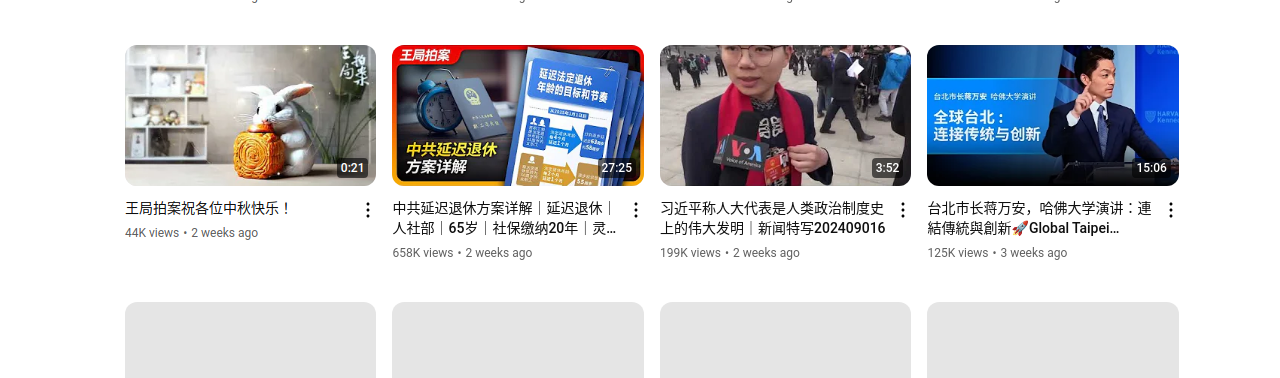 王局拍案
0:21
王局拍案
延迟法定退休
年龄的目标和节奏
中共延迟退休
方案详解
27:25
VOA
Voice of America
3:52
台北市长蒋万安 哈佛大学演讲
全球台北：
连接传统与创新
15:06
王局拍案祝各位中秋快乐！
44K views • 2 weeks ago
中共延迟退休方案详解｜延迟退休｜
人社部｜65岁｜社保缴纳20年｜灵...
658K views • 2 weeks ago
习近平称人大代表是人类政治制度史
上的伟大发明｜新闻特写202409016
199K views • 2 weeks ago
台北市长蒋万安，哈佛大学演讲：連
結傳統與創新🚀Global Taipei...
125K views • 3 weeks ago